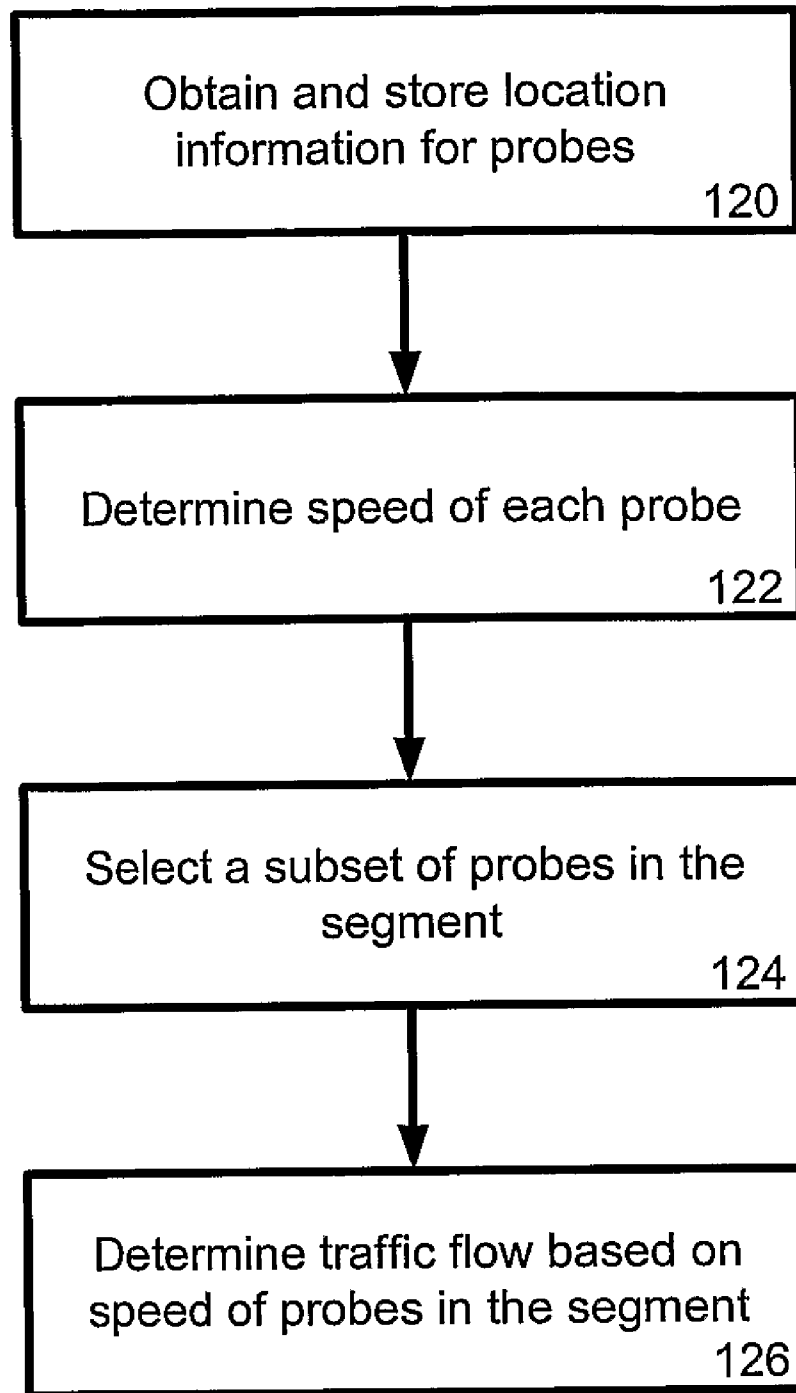 Obtain and store location
information for probes
120
Determine speed of each probe
122
Select a subset of probes in the
segment
124
Determine traffic flow based on
speed of probes in the segment
126